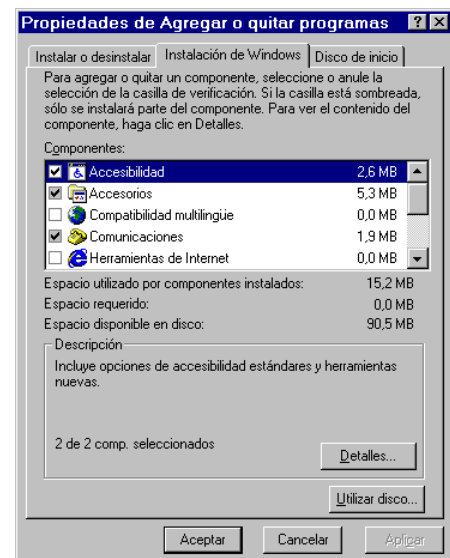 Propiedades de Agregar o quitar programas
Instalar o desinstalar Instalación de Windows Disco de inicio
Para agregar o quitar un componente, seleccione o anule la
selección de la casilla de verificación. Si la casilla está sombreada,
sólo se instalará parte del componente. Para ver el contenido del
componente, haga clic en Detalles.
Componentes:
Accesibilidad 2,6 MB
Accesorios 5,3 MB
Compatibilidad multilingüe 0,0 MB
Comunicaciones 1,9 MB
Herramientas de Internet 0,0 MB
Espacio utilizado por componentes instalados: 15,2 MB
Espacio requerido: 0,0 MB
Espacio disponible en disco: 90,5 MB
Descripción
Incluye opciones de accesibilidad estándares y herramientas
nuevas.
2 de 2 comp. seleccionados
Detalles...
Utilizar disco...
Aceptar Cancelar Aplicar